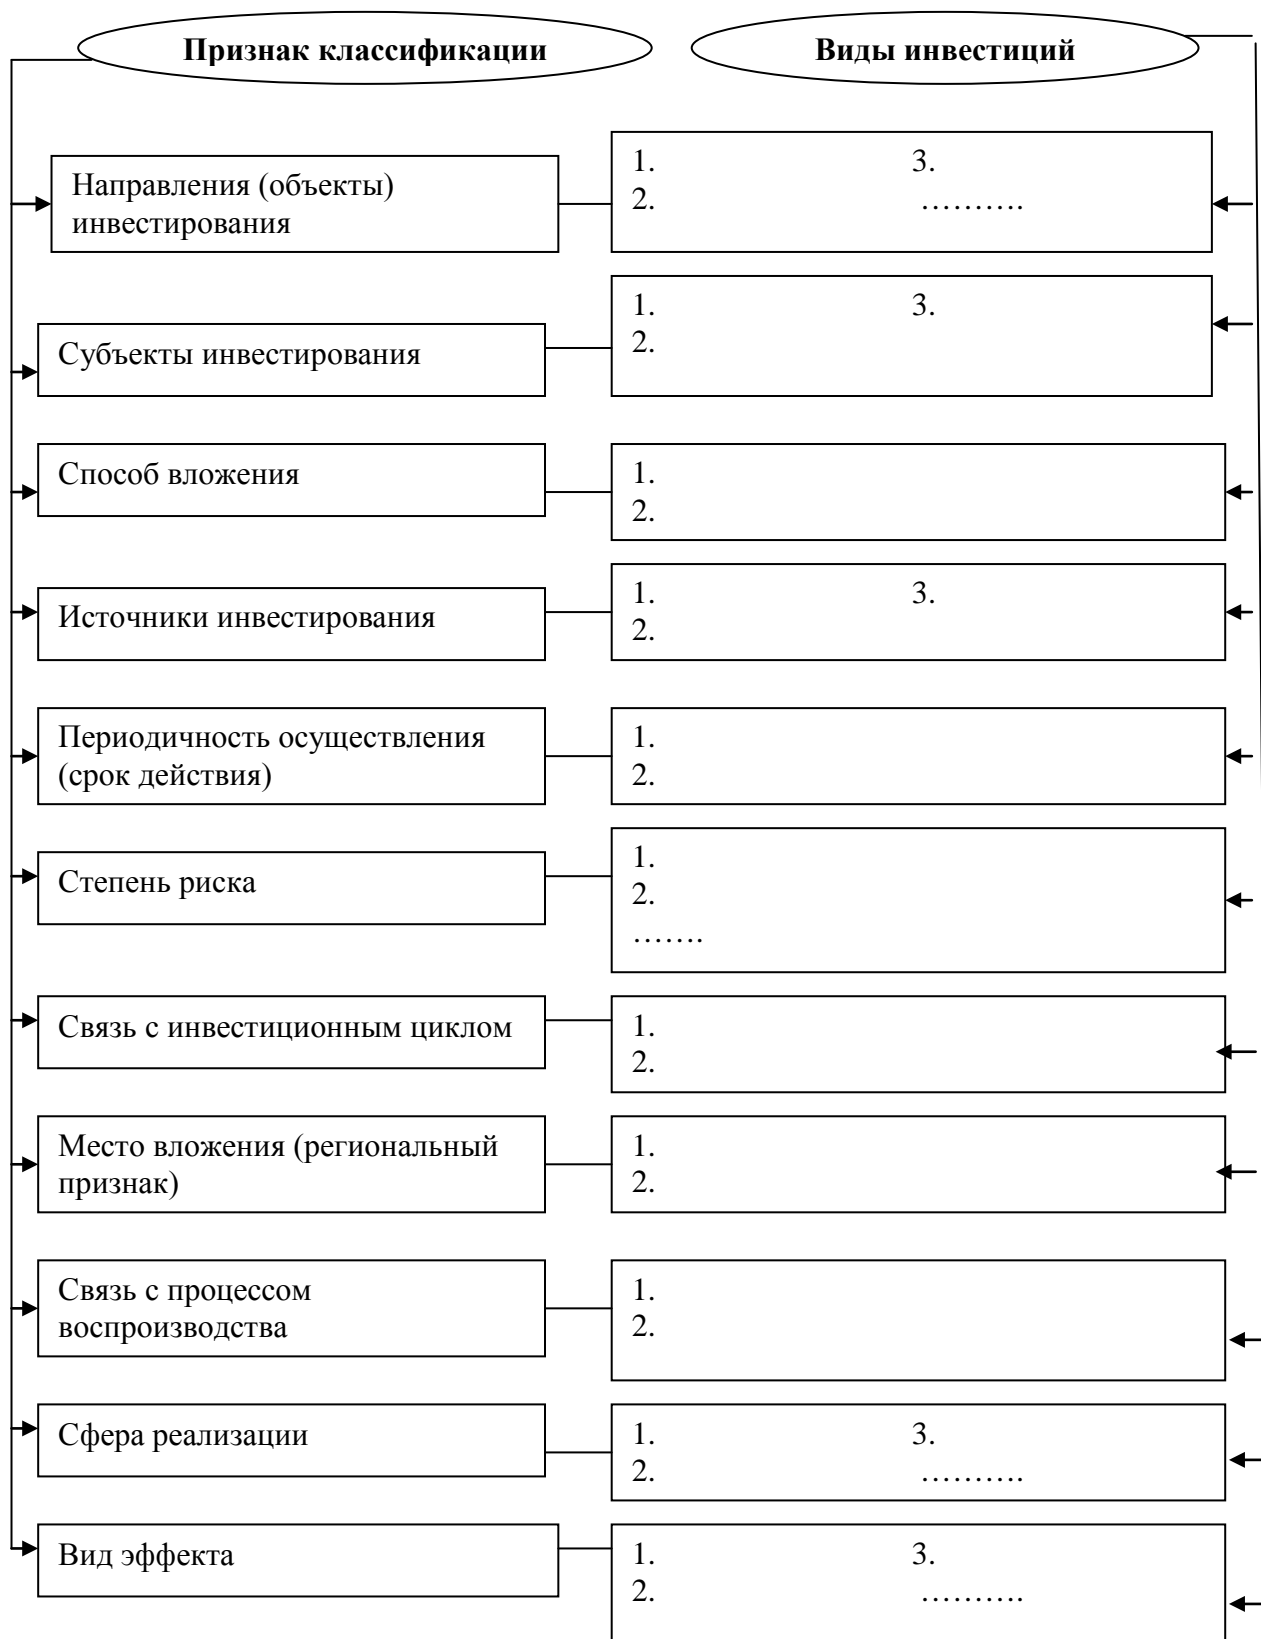 Признак классификации
Виды инвестиций
Направления (объекты)
инвестирования
1. 3.
2. ……….
Субъекты инвестирования
1. 3.
2.
Способ вложения
1.
2.
Источники инвестирования
1. 3.
2.
Периодичность осуществления
(срок действия)
1.
2.
Степень риска
1.
2.
…….
Связь с инвестиционным циклом
1.
2.
Место вложения (региональный
признак)
1.
2.
Связь с процессом
воспроизводства
1.
2.
Сфера реализации
1. 3.
2. ……….
Вид эффекта
1. 3.
2. ……….